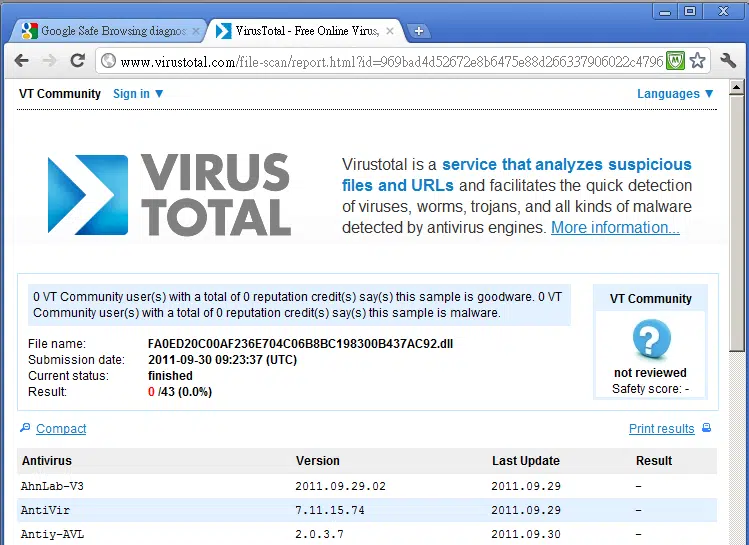 Google Safe Browsing diagnos
VirusTotal - Free Online Virus,
www.virustotal.com/file-scan/report.html?id=969bad4d52672e8b6475e88d266337906022c4796
VT Community Sign in ▼ Languages ▼
VIRUS
TOTAL
Virustotal is a service that analyzes suspicious
files and URLs and facilitates the quick detection
of viruses, worms, trojans, and all kinds of malware
detected by antivirus engines. More information...
0 VT Community user(s) with a total of 0 reputation credit(s) say(s) this sample is goodware. 0 VT
Community user(s) with a total of 0 reputation credit(s) say(s) this sample is malware.
File name: FA0ED20C00AF236E704C06B8BC198300B437AC92.dll
Submission date: 2011-09-30 09:23:37 (UTC)
Current status: finished
Result: 0 /43 (0.0%)
VT Community
not reviewed
Safety score: -
Compact Print results
Antivirus Version Last Update Result
AhnLab-V3 2011.09.29.02 2011.09.29 -
AntiVir 7.11.15.74 2011.09.29 -
Antiy-AVL 2.0.3.7 2011.09.30 -